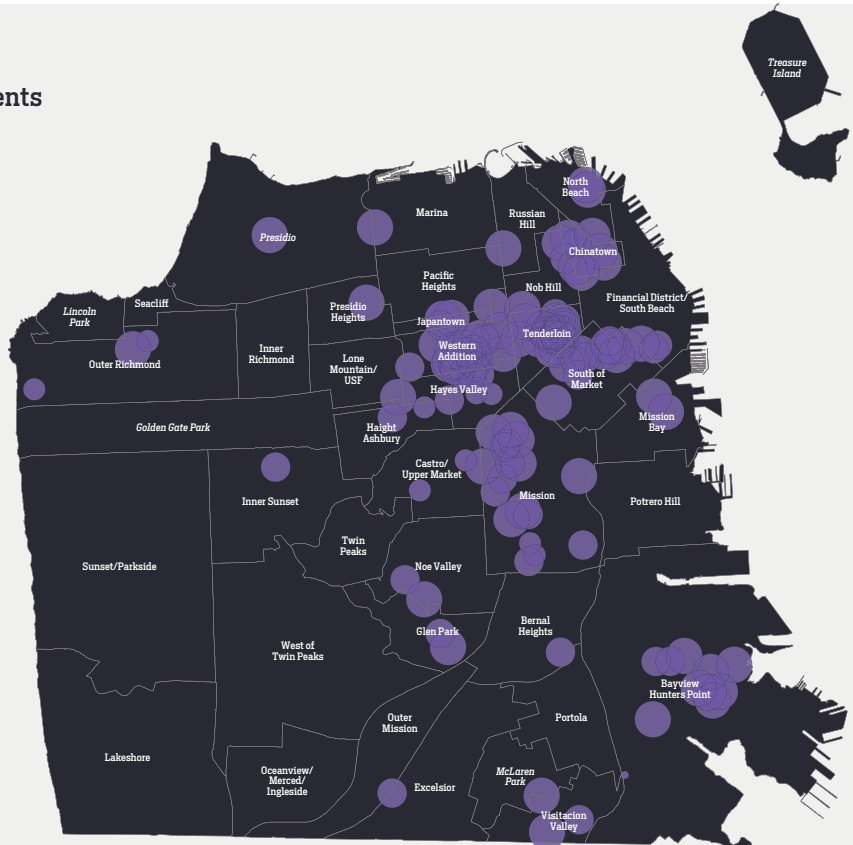 Treasure
Island
ents
North
Beach
Marina
Russian
Hill
Presidio
Chinatown
Pacific
Heights
Nob Hill
Lincoln
Park
Seacliff
Presidio
Heights
Financial District/
South Beach
Japantown
Tenderloin
Inner
Richmond
Western
Addition
Outer Richmond
Lone
Mountain/
USF
South of
Market
Hayes Valley
Mission
Bay
Golden Gate Park
Haight
Ashbury
Castro/
Upper Market
Inner Sunset
Mission
Potrero Hill
Twin
Peaks
Sunset/Parkside
Noe Valley
Glen Park
Bernal
Heights
West of
Twin Peaks
Bayview
Hunters Point
Outer
Mission
Portola
Lakeshore
Oceanview/
Merced/
Ingleside
Excelsior
McLaren
Park
Visitacion
Valley